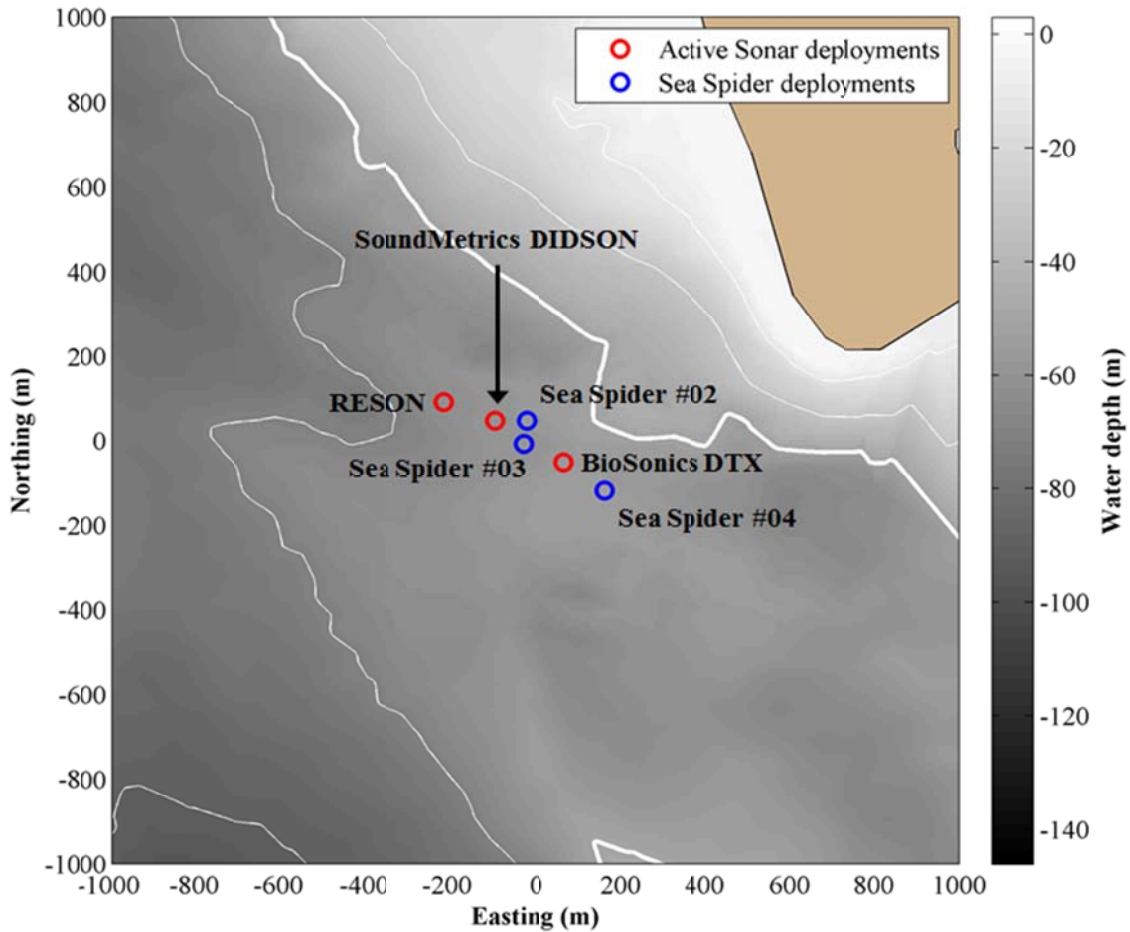 1000
800
600
400
200
0
-200
-400
-600
-800
-1000
Northing (m)
-1000
-800
-600
-400
-200
0
200
400
600
800
1000
Easting (m)
Active Sonar deployments
Sea Spider deployments
SoundMetrics DIDSON
Sea Spider #02
RESON
Sea Spider #03
BioSonics DTX
Sea Spider #04
0
-20
-40
-60
-80
-100
-120
-140
Water depth (m)